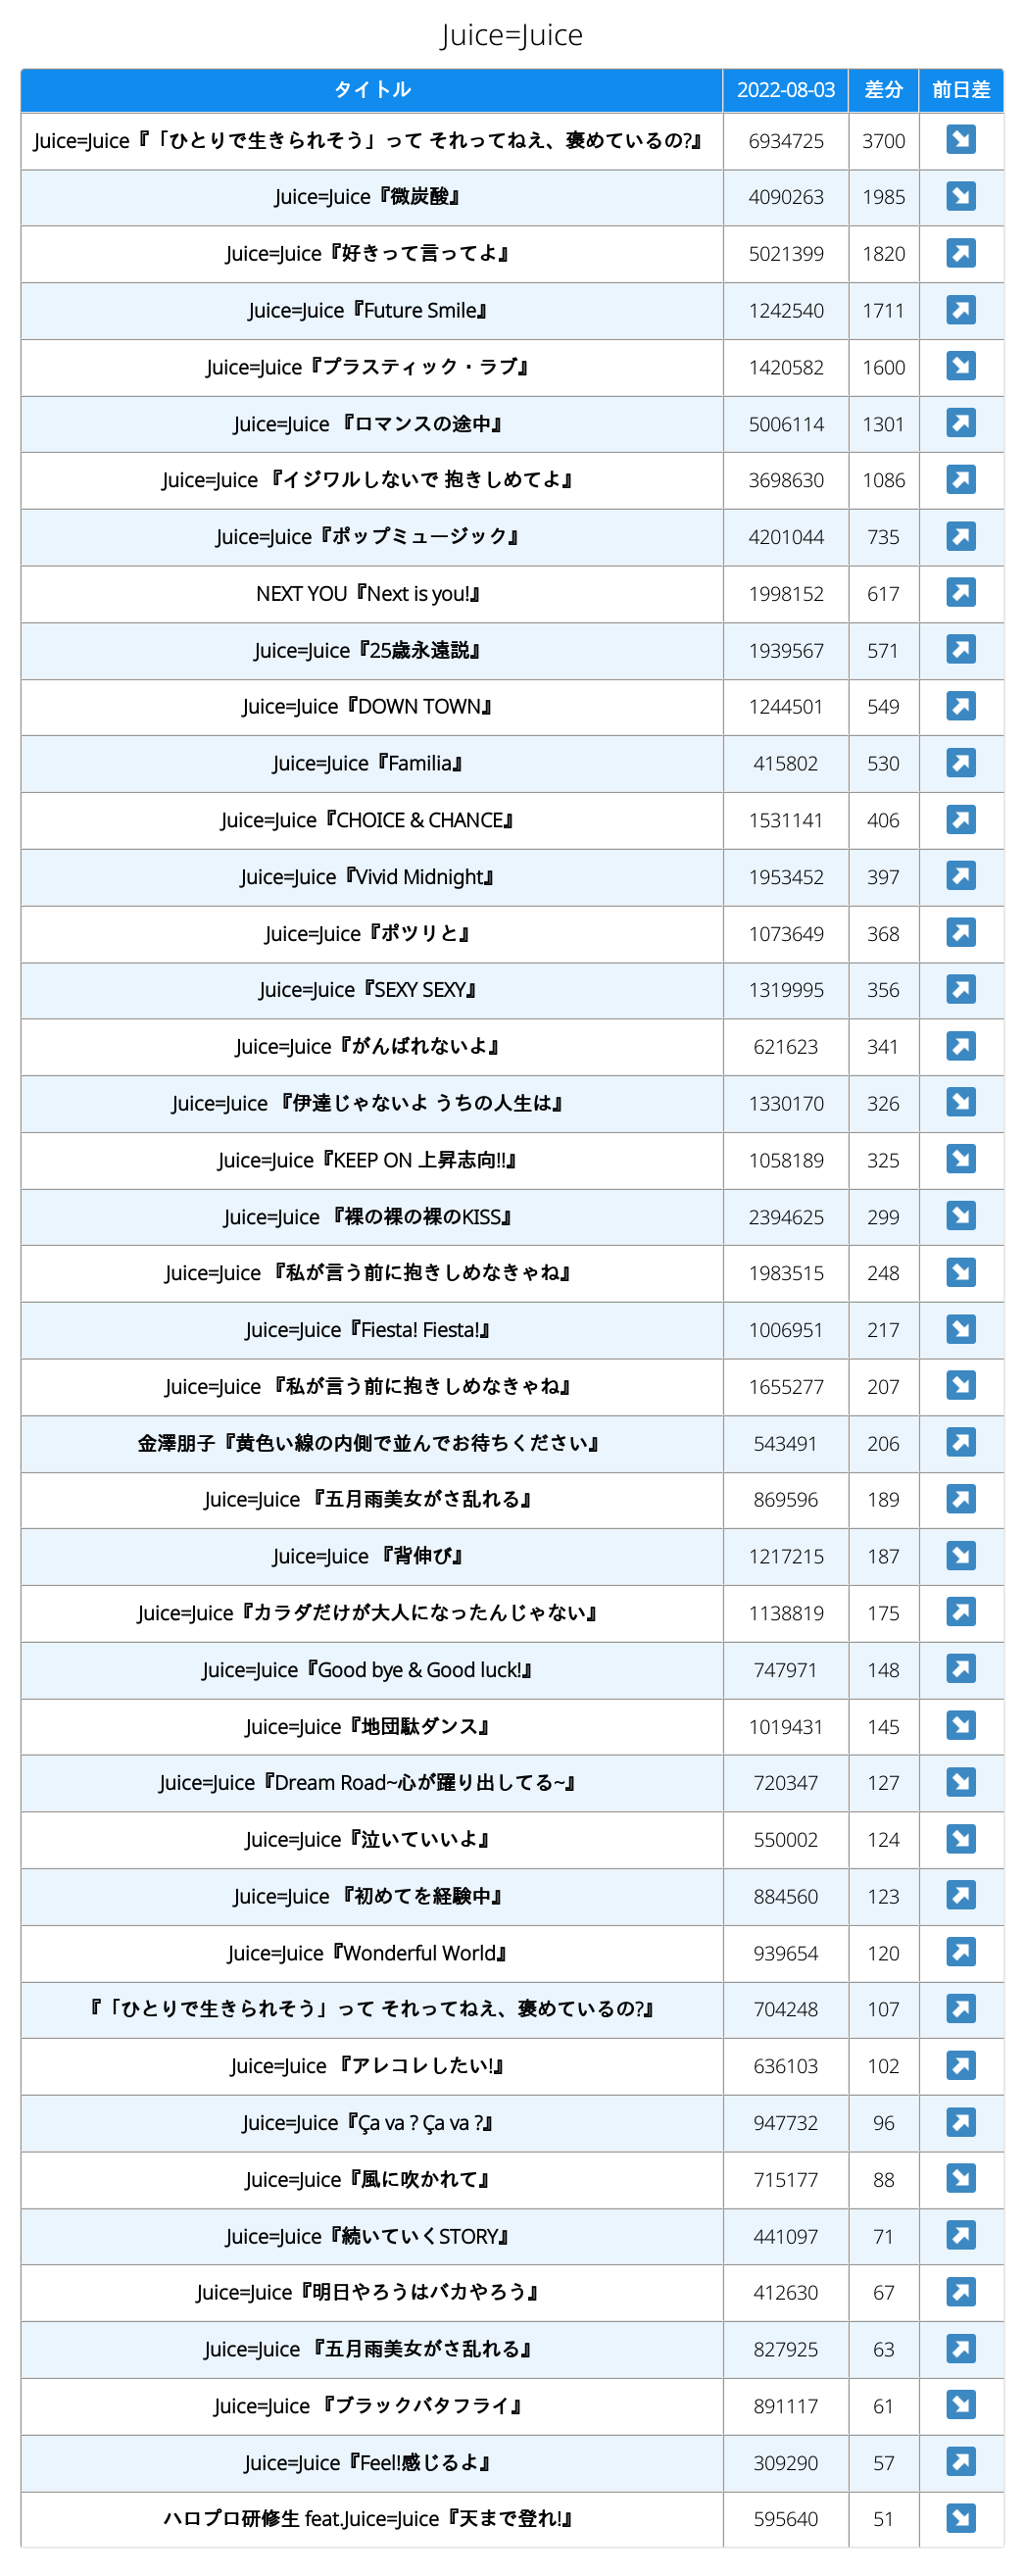 Juice=Juice
タイトル 2022-08-03 差分 前日差
Juice=Juice『「ひとりで生きられそう」って それってねえ、褒めているの?』 6934725 3700 ↘
Juice=Juice『微炭酸』 4090263 1985 ↘
Juice=Juice『好きって言ってよ』 5021399 1820 ↗
Juice=Juice『Future Smile』 1242540 1711 ↗
Juice=Juice『プラスティック・ラブ』 1420582 1600 ↘
Juice=Juice 『ロマンスの途中』 5006114 1301 ↗
Juice=Juice 『イジワルしないで 抱きしめてよ』 3698630 1086 ↗
Juice=Juice『ポップミュージック』 4201044 735 ↗
NEXT YOU『Next is you!』 1998152 617 ↗
Juice=Juice『25歳永遠説』 1939567 571 ↗
Juice=Juice『DOWN TOWN』 1244501 549 ↗
Juice=Juice『Familia』 415802 530 ↗
Juice=Juice『CHOICE & CHANCE』 1531141 406 ↗
Juice=Juice『Vivid Midnight』 1953452 397 ↗
Juice=Juice『ポツリと』 1073649 368 ↗
Juice=Juice『SEXY SEXY』 1319995 356 ↗
Juice=Juice『がんばれないよ』 621623 341 ↗
Juice=Juice 『伊達じゃないよ うちの人生は』 1330170 326 ↘
Juice=Juice『KEEP ON 上昇志向!!』 1058189 325 ↘
Juice=Juice 『裸の裸の裸のKISS』 2394625 299 ↘
Juice=Juice 『私が言う前に抱きしめなきゃね』 1983515 248 ↘
Juice=Juice『Fiesta! Fiesta!』 1006951 217 ↘
Juice=Juice 『私が言う前に抱きしめなきゃね』 1655277 207 ↘
金澤朋子『黄色い線の内側で並んでお待ちください』 543491 206 ↗
Juice=Juice 『五月雨美女がさ乱れる』 869596 189 ↗
Juice=Juice 『背伸び』 1217215 187 ↘
Juice=Juice『カラダだけが大人になったんじゃない』 1138819 175 ↗
Juice=Juice『Good bye & Good luck!』 747971 148 ↗
Juice=Juice『地団駄ダンス』 1019431 145 ↘
Juice=Juice『Dream Road~心が躍り出してる~』 720347 127 ↘
Juice=Juice『泣いていいよ』 550002 124 ↘
Juice=Juice 『初めてを経験中』 884560 123 ↗
Juice=Juice『Wonderful World』 939654 120 ↗
『「ひとりで生きられそう」って それってねえ、褒めているの?』 704248 107 ↗
Juice=Juice 『アレコレしたい!』 636103 102 ↗
Juice=Juice『Ça va ? Ça va ?』 947732 96 ↗
Juice=Juice『風に吹かれて』 715177 88 ↘
Juice=Juice『続いていくSTORY』 441097 71 ↗
Juice=Juice『明日やろうはバカやろう』 412630 67 ↗
Juice=Juice 『五月雨美女がさ乱れる』 827925 63 ↗
Juice=Juice 『ブラックバタフライ』 891117 61 ↘
Juice=Juice『Feel!感じるよ』 309290 57 ↗
ハロプロ研修生 feat.Juice=Juice『天まで登れ!』 595640 51 ↘